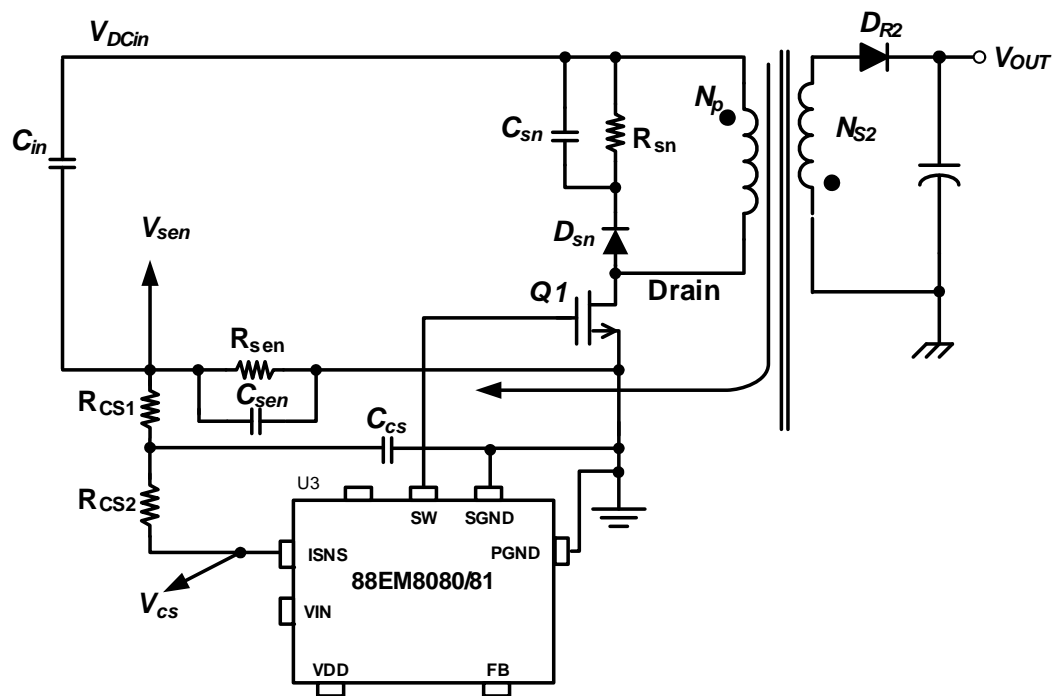 V_DCin
D_R2
V_OUT
N_p
C_sn
R_sn
N_S2
C_in
V_sen
D_sn
Q1
Drain
R_sen
R_CS1
C_sen
C_cs
R_CS2
U3
SW
SGND
ISNS
PGND
88EM8080/81
V_cs
VIN
VDD
FB